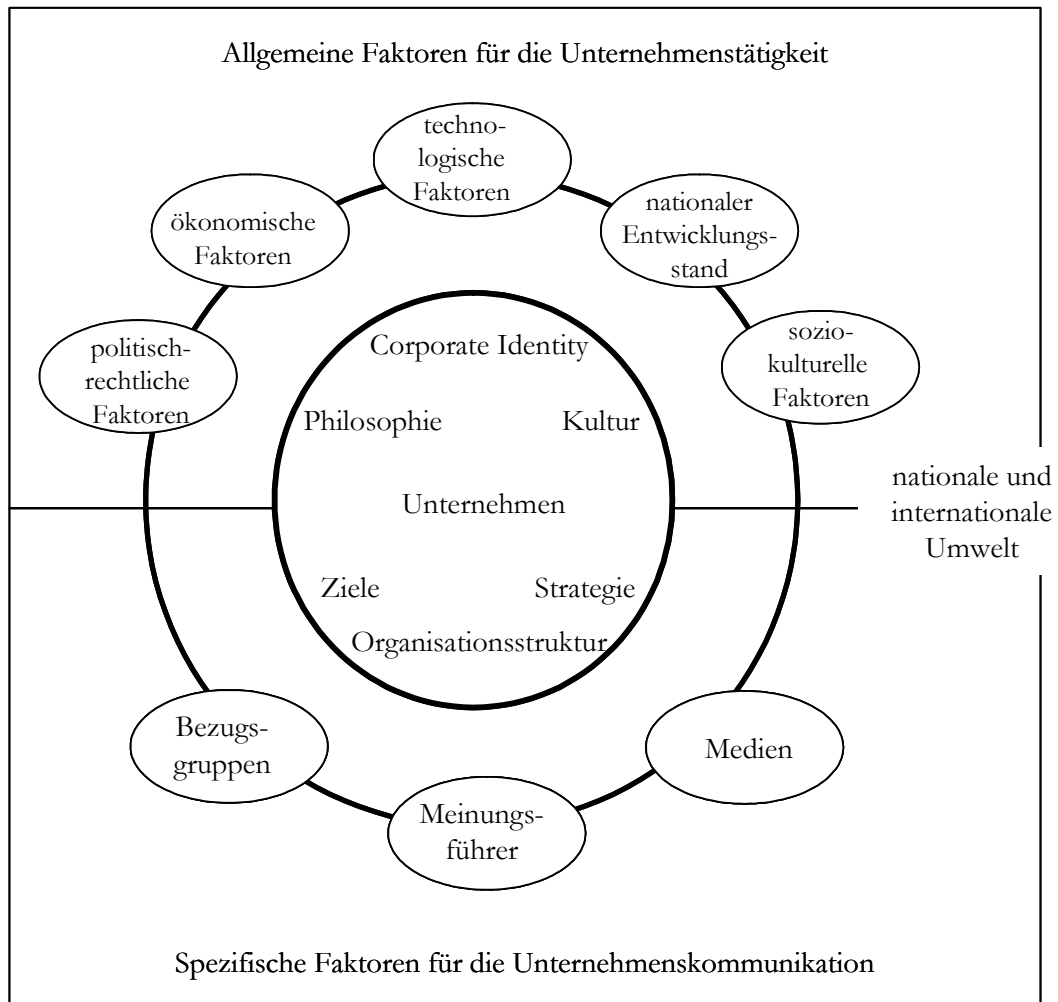 Allgemeine Faktoren für die Unternehmenstätigkeit
techno-
logische
Faktoren
ökonomische
Faktoren
nationaler
Entwicklungs-
stand
politisch-
rechtliche
Faktoren
sozio-
kulturelle
Faktoren
Corporate Identity
Philosophie
Kultur
Unternehmen
nationale und
internationale
Umwelt
Ziele
Strategie
Organisationsstruktur
Bezugs-
gruppen
Medien
Meinungs-
führer
Spezifische Faktoren für die Unternehmenskommunikation